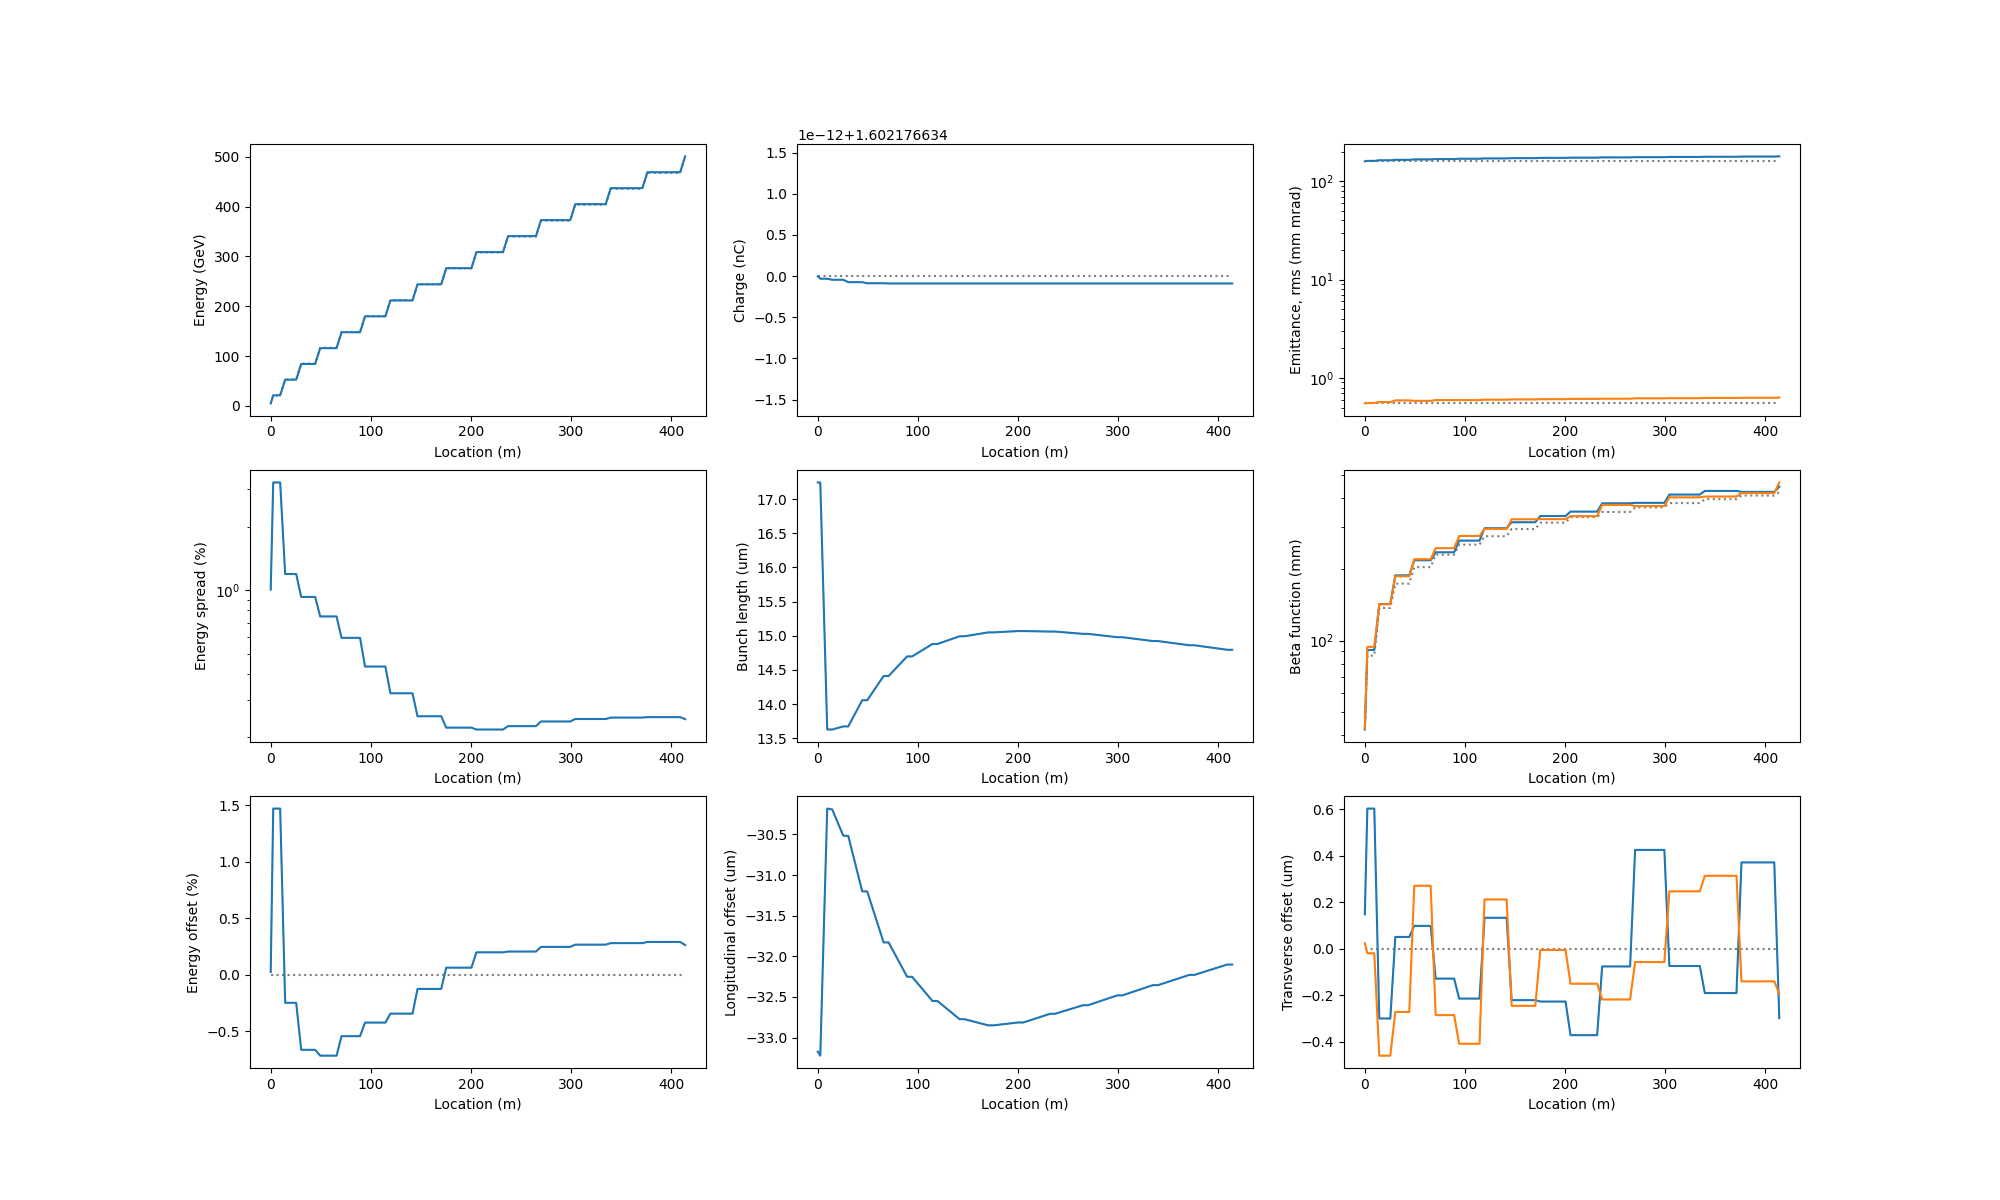 1e−12+1.602176634
500
400
300
200
100
0
Energy (GeV)
0 100 200 300 400
Location (m)
1.5
1.0
0.5
0.0
−0.5
−1.0
−1.5
Charge (nC)
0 100 200 300 400
Location (m)
10²
10¹
10⁰
Emittance, rms (mm mrad)
0 100 200 300 400
Location (m)
10⁰
Energy spread (%)
0 100 200 300 400
Location (m)
17.0
16.5
16.0
15.5
15.0
14.5
14.0
13.5
Bunch length (um)
0 100 200 300 400
Location (m)
10²
Beta function (mm)
0 100 200 300 400
Location (m)
1.5
1.0
0.5
0.0
−0.5
Energy offset (%)
0 100 200 300 400
Location (m)
−30.5
−31.0
−31.5
−32.0
−32.5
−33.0
Longitudinal offset (um)
0 100 200 300 400
Location (m)
0.6
0.4
0.2
0.0
−0.2
−0.4
Transverse offset (um)
0 100 200 300 400
Location (m)